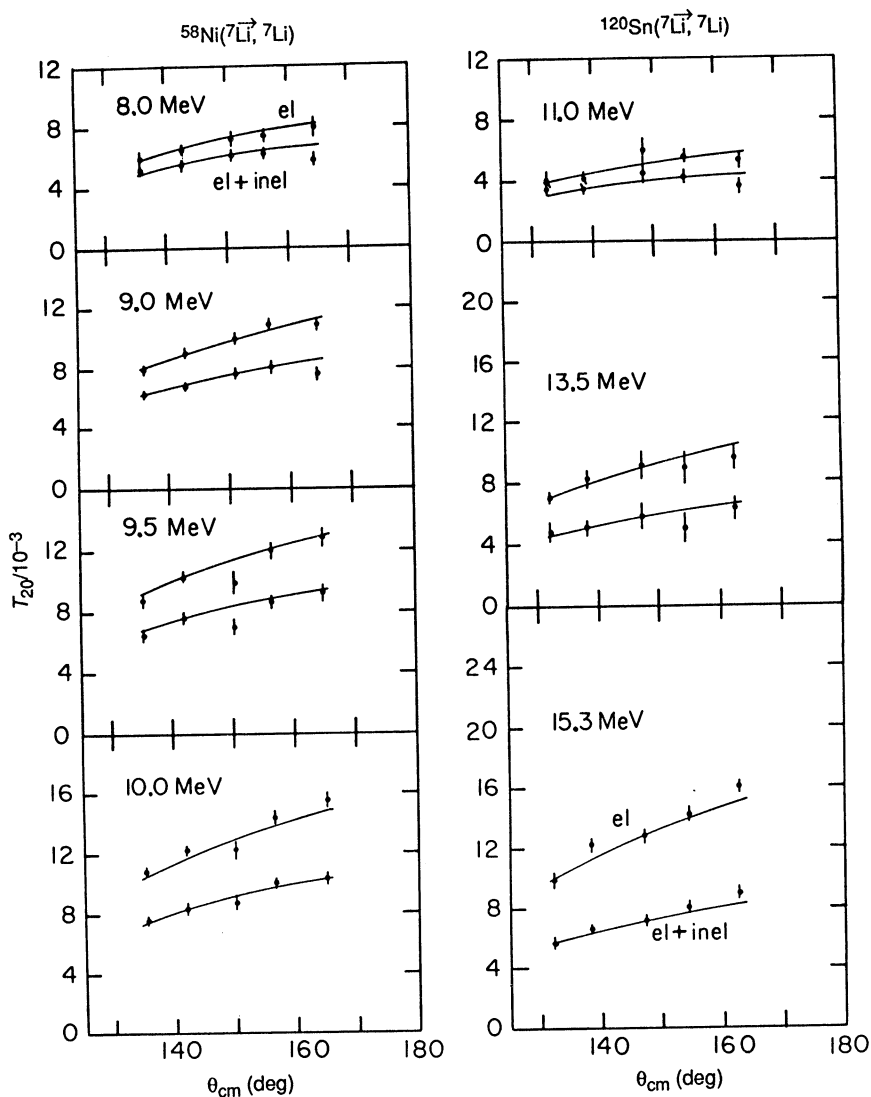 ⁵⁸Ni(⁷Li, ⁷Li)
12
8
4
0
8.0 MeV
el
el + inel
12
8
4
0
9.0 MeV
12
8
4
0
9.5 MeV
T₂₀/10⁻³
16
12
8
4
0
10.0 MeV
140
160
180
θcm (deg)
¹²⁰Sn(⁷Li, ⁷Li)
12
8
4
0
11.0 MeV
20
16
12
8
4
0
13.5 MeV
24
20
16
12
8
4
0
15.3 MeV
el
el + inel
140
160
180
θcm (deg)